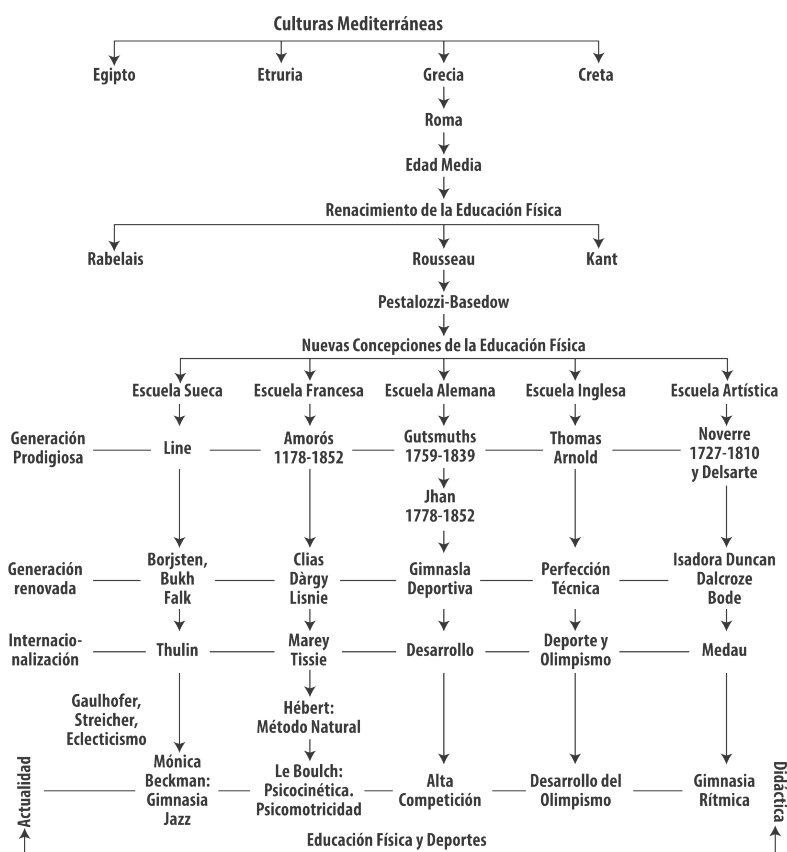 Culturas Mediterráneas
Egipto Etruria Grecia Creta
Roma
Edad Media
Renacimiento de la Educación Física
Rabelais Rousseau Kant
Pestalozzi-Basedow
Nuevas Concepciones de la Educación Física
Escuela Sueca Escuela Francesa Escuela Alemana Escuela Inglesa Escuela Artística
Generación
Prodigiosa
Line
Amorós
1178-1852
Gutsmuths
1759-1839
Jhan
1778-1852
Thomas
Arnold
Noverre
1727-1810
y Delsarte
Generación
renovada
Borjsten,
Bukh
Falk
Clias
Dàrgy
Lisnie
Gimnasla
Deportiva
Perfección
Técnica
Isadora Duncan
Dalcroze
Bode
Internacio-
nalización
Thulin
Marey
Tissie
Desarrollo
Deporte y
Olimpismo
Medau
Gaulhofer,
Streicher,
Eclecticismo
Hébert:
Método Natural
Actualidad
Mónica
Beckman:
Gimnasia
Jazz
Le Boulch:
Psicocinética.
Psicomotricidad
Alta
Competición
Desarrollo del
Olimpismo
Gimnasia
Rítmica
Didáctica
Educación Física y Deportes